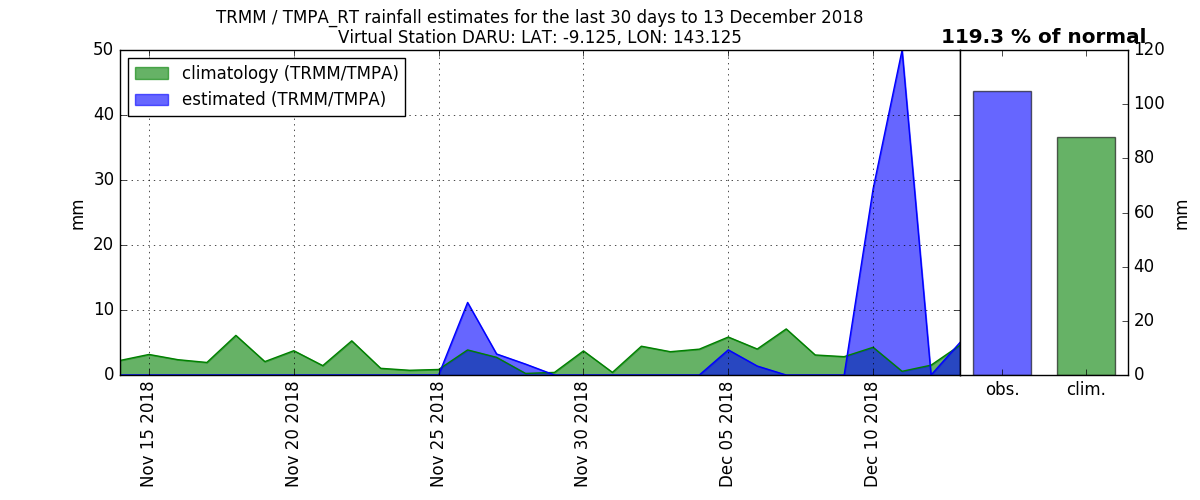 TRMM / TMPA_RT rainfall estimates for the last 30 days to 13 December 2018
Virtual Station DARU: LAT: -9.125, LON: 143.125
119.3 % of normal
climatology (TRMM/TMPA)
estimated (TRMM/TMPA)
50
40
30
20
10
0
mm
Nov 15 2018
Nov 20 2018
Nov 25 2018
Nov 30 2018
Dec 05 2018
Dec 10 2018
obs.
clim.
120
100
80
60
40
20
0
mm